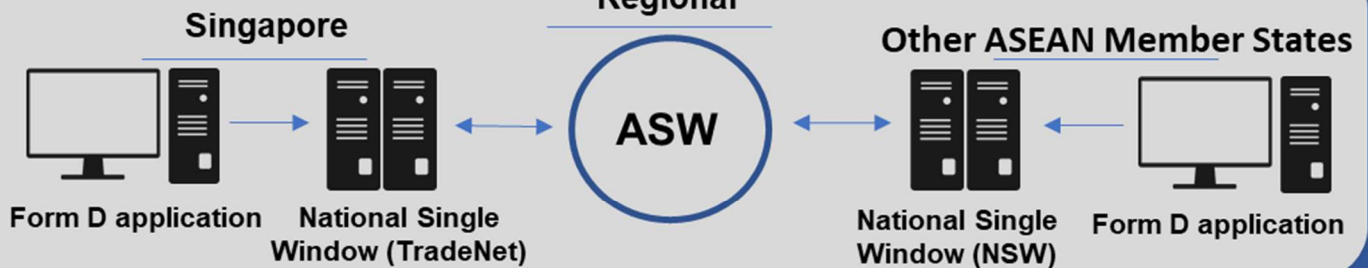 Regional
Singapore
Other ASEAN Member States
ASW
Form D application
National Single
Window (TradeNet)
National Single
Window (NSW)
Form D application